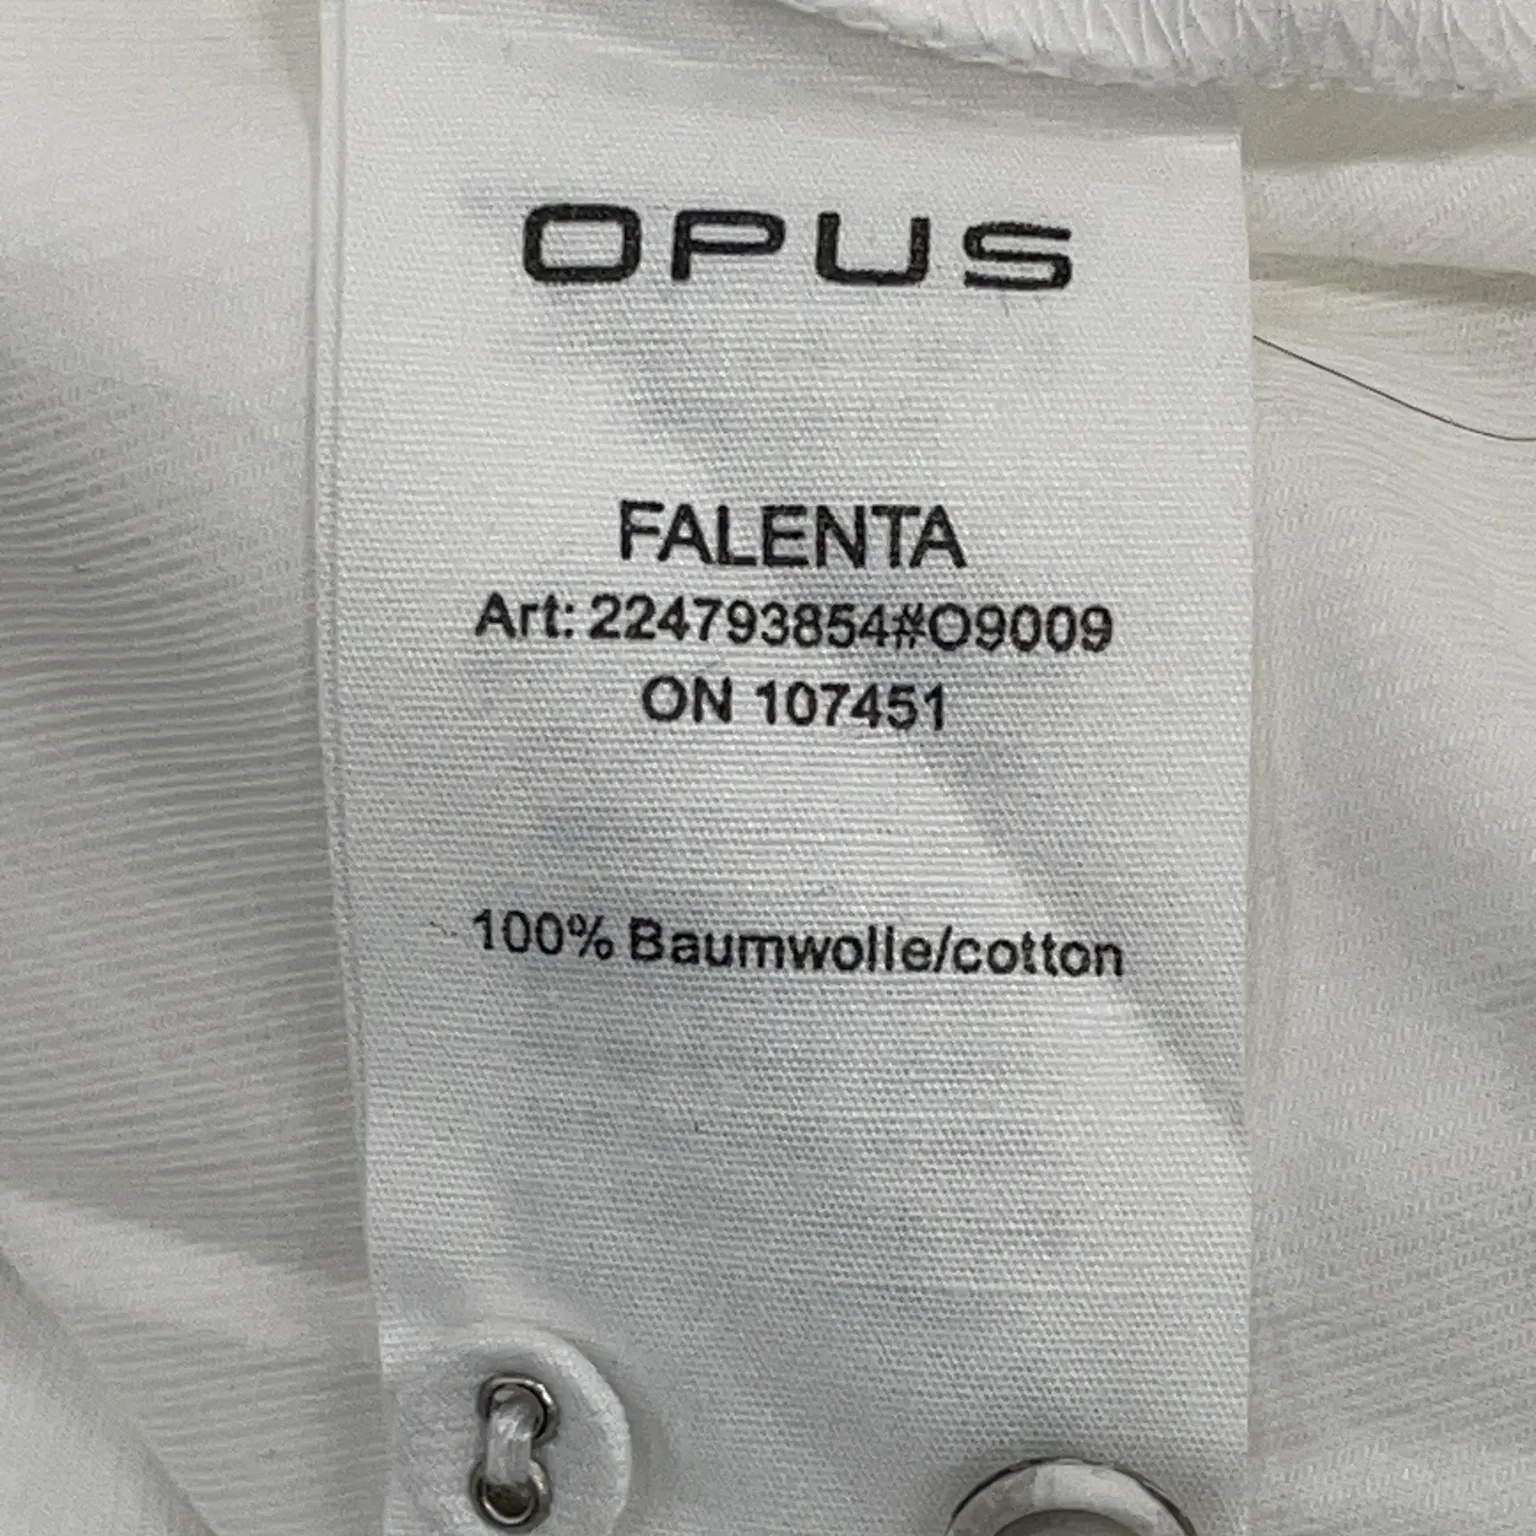 OPUS
FALENTA
Art: 224793854#O9009
ON 107451
100% Baumwolle/cotton